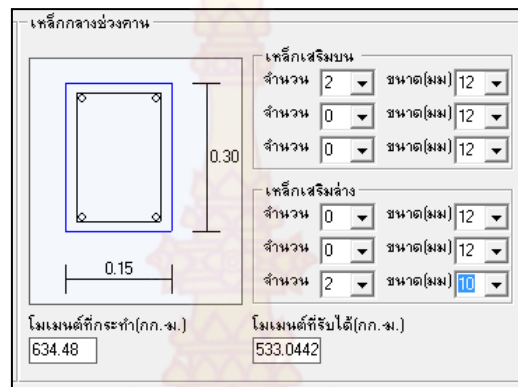 เหล็กกลางช่วงคาน
เหล็กเสริมบน
จำนวน 2 ขนาด(มม) 12
จำนวน 0 ขนาด(มม) 12
จำนวน 0 ขนาด(มม) 12
0.30
0.15
เหล็กเสริมล่าง
จำนวน 0 ขนาด(มม) 12
จำนวน 0 ขนาด(มม) 12
จำนวน 2 ขนาด(มม) 10
โมเมนต์ที่กระทำ(กก.-ม.) โมเมนต์ที่รับได้(กก.-ม.)
634.48 533.0442